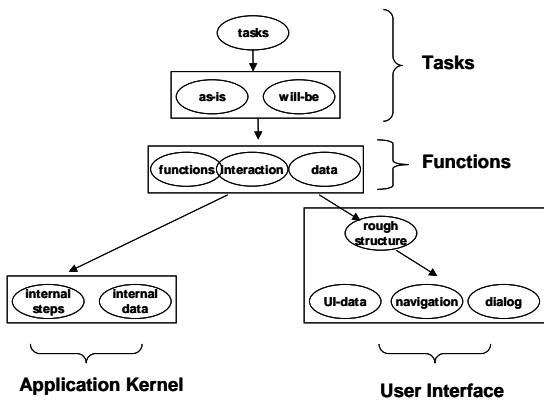 tasks
Tasks
as-is
will-be
functions
interaction
data
Functions
rough
structure
internal
steps
internal
data
UI-data
navigation
dialog
Application Kernel
User Interface